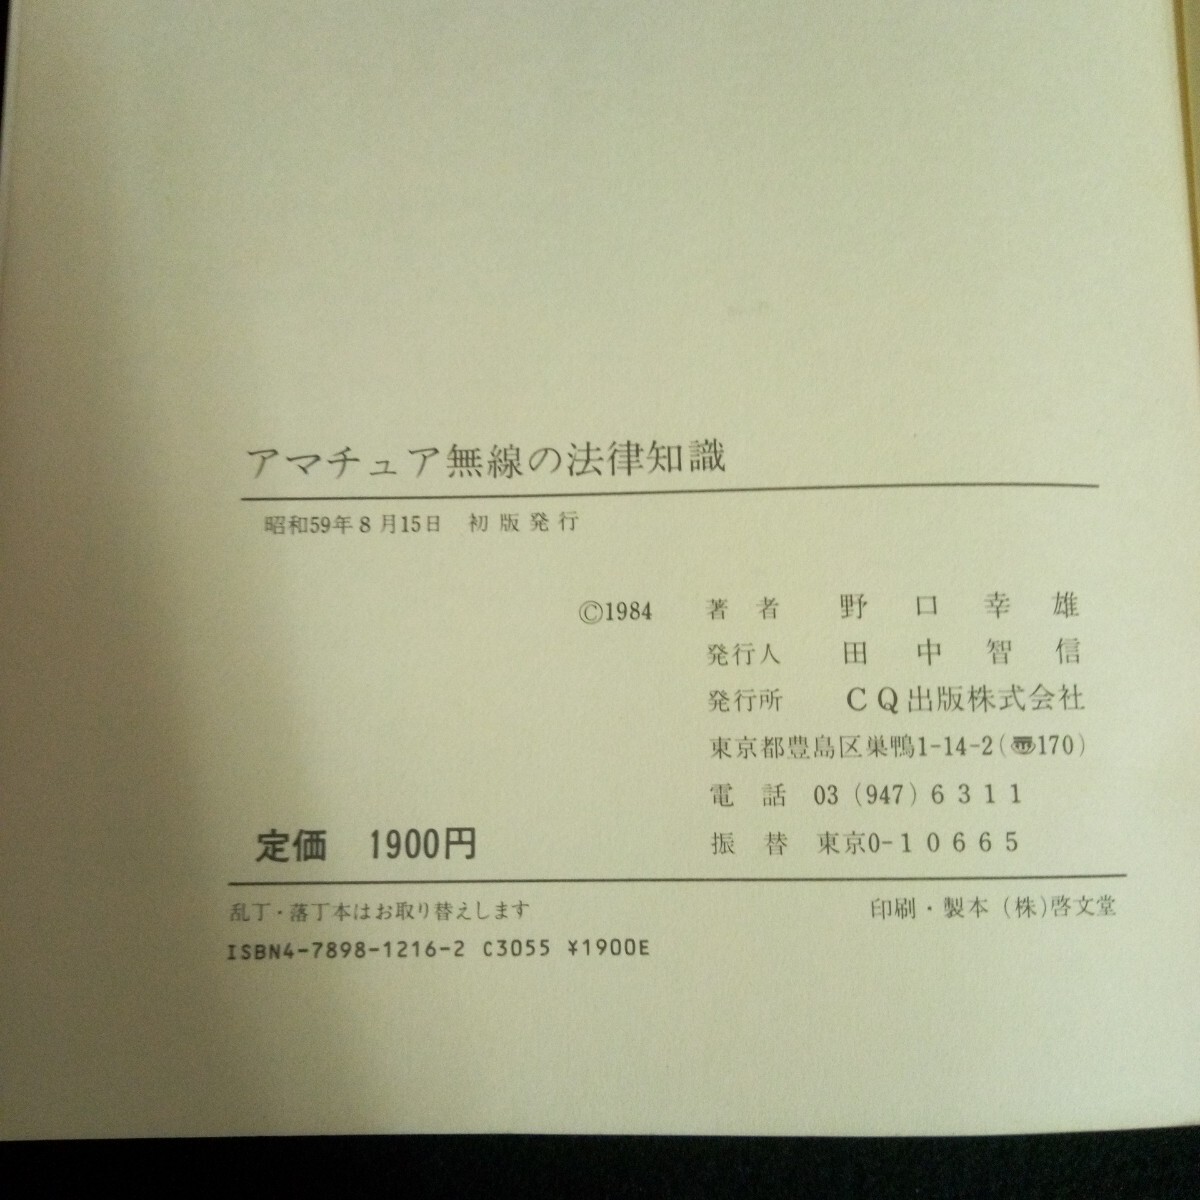 アマチュア無線の法律知識
昭和59年8月15日 初版発行
©1984 著者 野口幸雄
発行人 田中智信
発行所 CQ出版株式会社
東京都豊島区巣鴨1-14-2(〠170)
電話 03(947)6311
定価 1900円
振替 東京0-10665
乱丁・落丁本はお取り替えします
印刷・製本 (株)啓文堂
ISBN4-7898-1216-2 C3055 ¥1900E